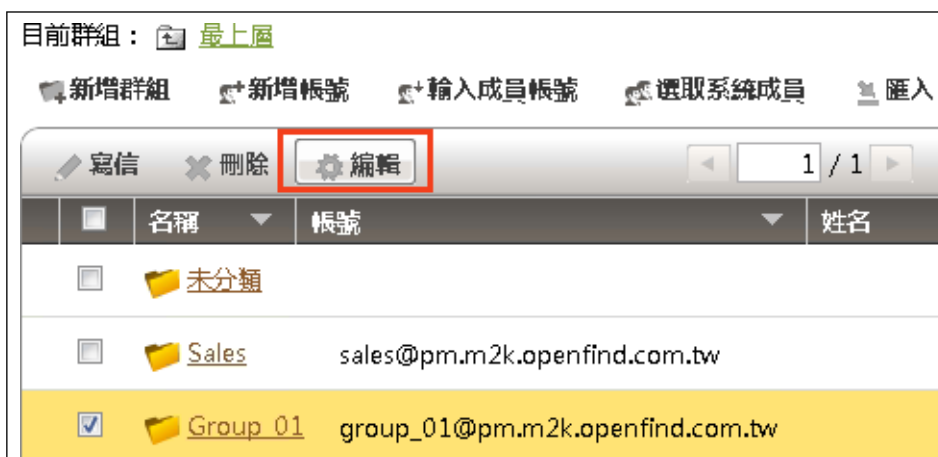 目前群組： 最上層
新增群組 新增帳號 輸入成員帳號 選取系統成員 匯入
寫信 刪除 編輯 1 / 1
名稱 帳號 姓名
未分類
Sales sales@pm.m2k.openfind.com.tw
Group_01 group_01@pm.m2k.openfind.com.tw